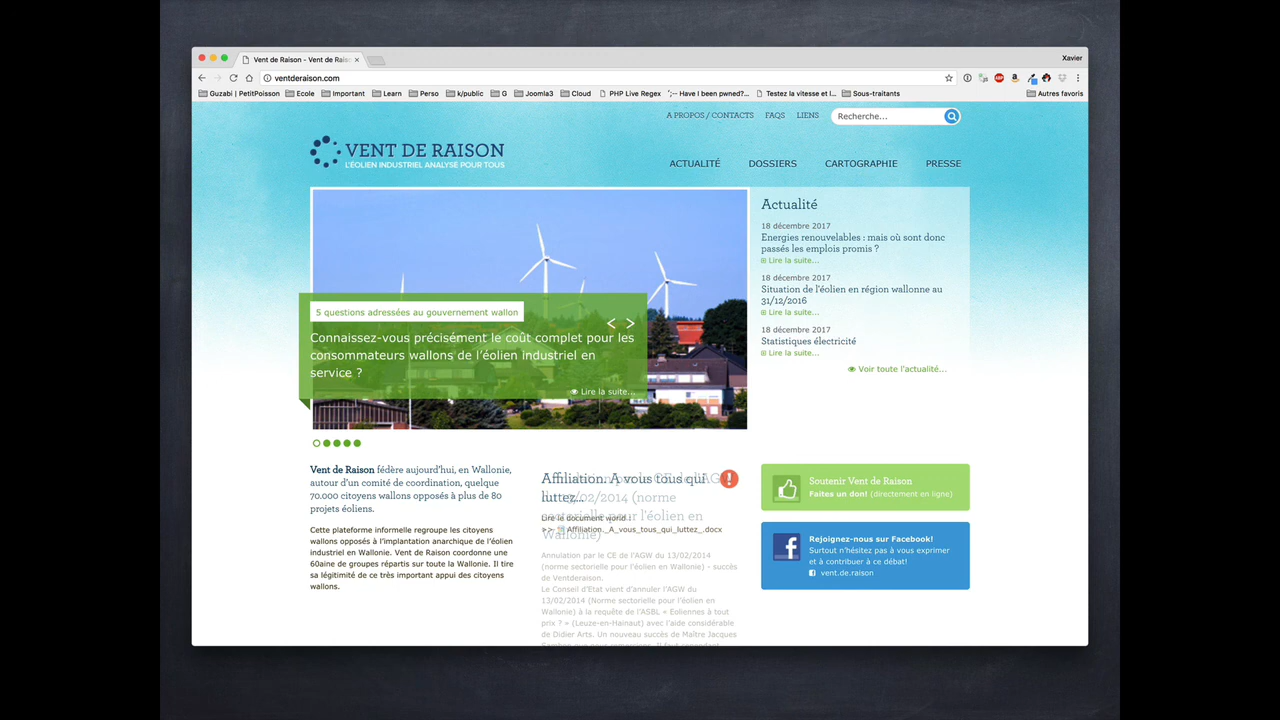 Vent de Raison - Vent de Rais
Xavier
ventderaison.com
Guzabi | PetitPoisson Ecole Important Learn Perso k/public G Joomla3 Cloud PHP Live Regex ';-- Have I been pwned?... Testez la vitesse et l... Sous-traitants Autres favoris
A PROPOS / CONTACTS FAQS LIENS Recherche...
VENT DE RAISON
L'ÉOLIEN INDUSTRIEL ANALYSÉ POUR TOUS
ACTUALITÉ DOSSIERS CARTOGRAPHIE PRESSE
5 questions adressées au gouvernement wallon
Connaissez-vous précisément le coût complet pour les
consommateurs wallons de l'éolien industriel en
service ?
Lire la suite...
Actualité
18 décembre 2017
Energies renouvelables : mais où sont donc
passés les emplois promis ?
Lire la suite...
18 décembre 2017
Situation de l'éolien en région wallonne au
31/12/2016
Lire la suite...
18 décembre 2017
Statistiques électricité
Lire la suite...
Voir toute l'actualité...
Vent de Raison fédère aujourd'hui, en Wallonie,
autour d'un comité de coordination, quelque
70.000 citoyens wallons opposés à plus de 80
projets éoliens.
Cette plateforme informelle regroupe les citoyens
wallons opposés à l'implantation anarchique de l'éolien
industriel en Wallonie. Vent de Raison coordonne une
60aine de groupes répartis sur toute la Wallonie. Il tire
sa légitimité de ce très important appui des citoyens
wallons.
Affiliation. A vous tous qui
luttez...
13/02/2014 (norme
sectorielle pour l'éolien en
Wallonie)
Lire le document world :
>> Affiliation._A_vous_tous_qui_luttez_.docx
Annulation par le CE de l'AGW du 13/02/2014
(norme sectorielle pour l'éolien en Wallonie) - succès
de Ventderaison.
Le Conseil d'Etat vient d'annuler l'AGW du
13/02/2014 (Norme sectorielle pour l'éolien en
Wallonie) à la requête de l'ASBL « Eoliennes à tout
prix ? » (Leuze-en-Hainaut) avec l'aide considérable
de Didier Arts. Un nouveau succès de Maître Jacques
Soutenir Vent de Raison
Faites un don! (directement en ligne)
Rejoignez-nous sur Facebook!
Surtout n'hésitez pas à vous exprimer
et à contribuer à ce débat!
vent.de.raison